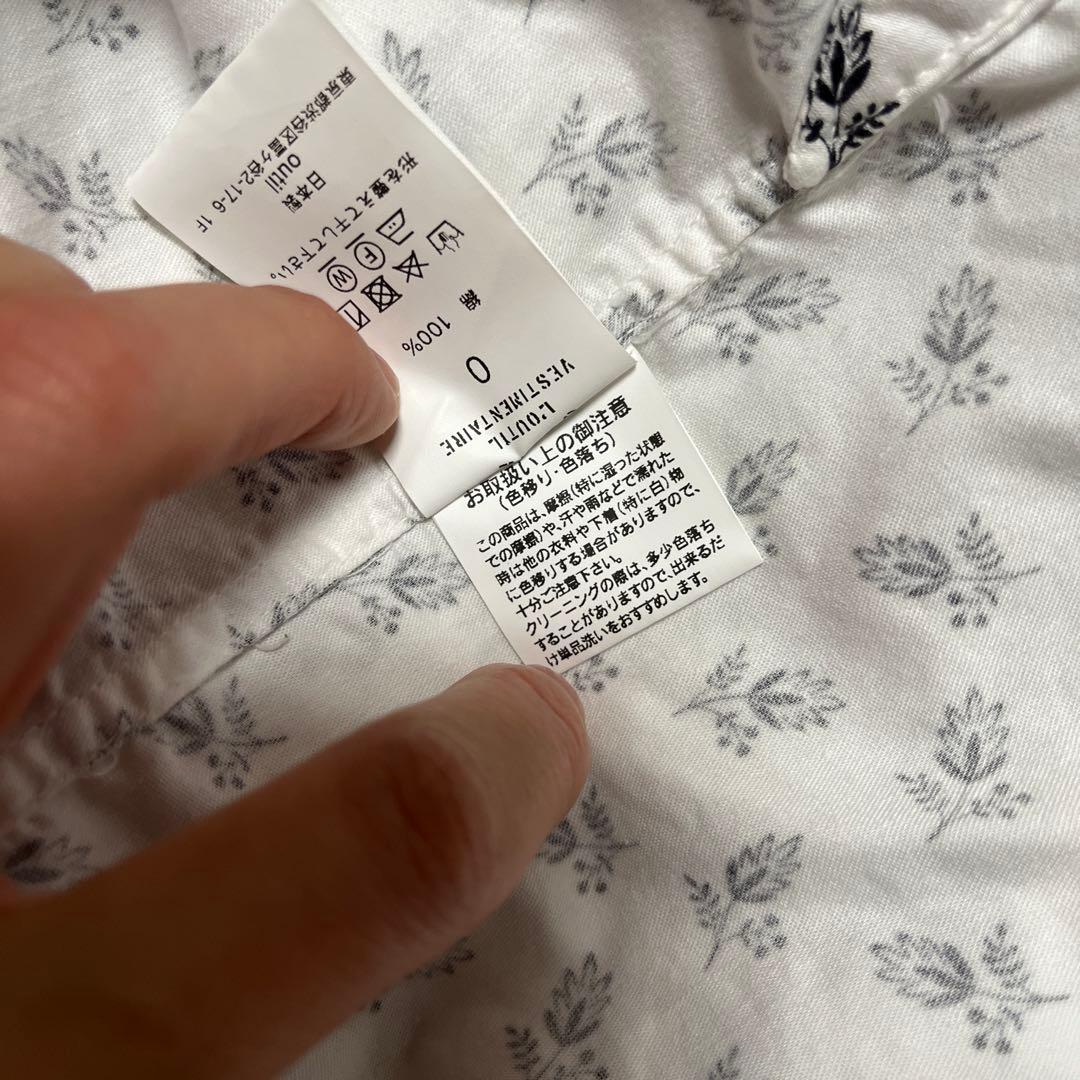 VESTIMENTAIRE
L'OUTIL
0
綿 100%
F
W
形を整えて干して下さい。
日本製
outil
東京都渋谷区富ヶ谷2-17-6 1F
お取扱い上の御注意
(色移り・色落ち)
この商品は、摩擦(特に湿った状態
での摩擦)や、汗や雨などで濡れた
時は他の衣料や下着(特に白)物
に色移りする場合がありますので、
十分ご注意下さい。
クリーニングの際は、多少色落ち
することがありますので、出来るだ
け単品洗いをおすすめします。